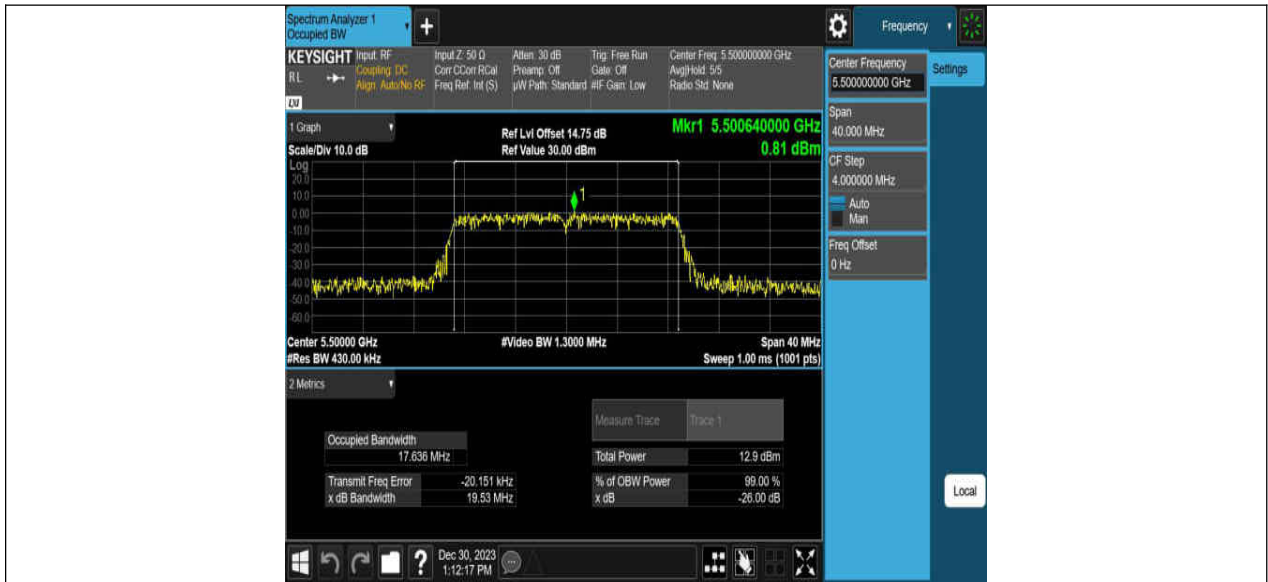 Spectrum Analyzer 1
Occupied BW
+
Frequency
KEYSIGHT
RL
LXI
Input: RF
Coupling: DC
Align: Auto/No RF
Input Z: 50 Ω
Corr CCorr RCal
Freq Ref: Int (S)
Atten: 30 dB
Preamp: Off
µW Path: Standard
Trig: Free Run
Gate: Off
#IF Gain: Low
Center Freq: 5.500000000 GHz
Avg|Hold: 5/5
Radio Std: None
Center Frequency
5.500000000 GHz
Settings
Span
40.000 MHz
CF Step
4.000000 MHz
Auto
Man
Freq Offset
0 Hz
Local
1 Graph
Scale/Div 10.0 dB
Ref Lvl Offset 14.75 dB
Ref Value 30.00 dBm
Mkr1 5.500640000 GHz
0.81 dBm
Log
20.0
10.0
0.00
-10.0
-20.0
-30.0
-40.0
-50.0
-60.0
1
Center 5.50000 GHz
#Res BW 430.00 kHz
#Video BW 1.3000 MHz
Span 40 MHz
Sweep 1.00 ms (1001 pts)
2 Metrics
Measure Trace Trace 1
Occupied Bandwidth
17.636 MHz
Total Power 12.9 dBm
Transmit Freq Error -20.151 kHz
% of OBW Power 99.00 %
x dB Bandwidth 19.53 MHz
x dB -26.00 dB
?
Dec 30, 2023
1:12:17 PM